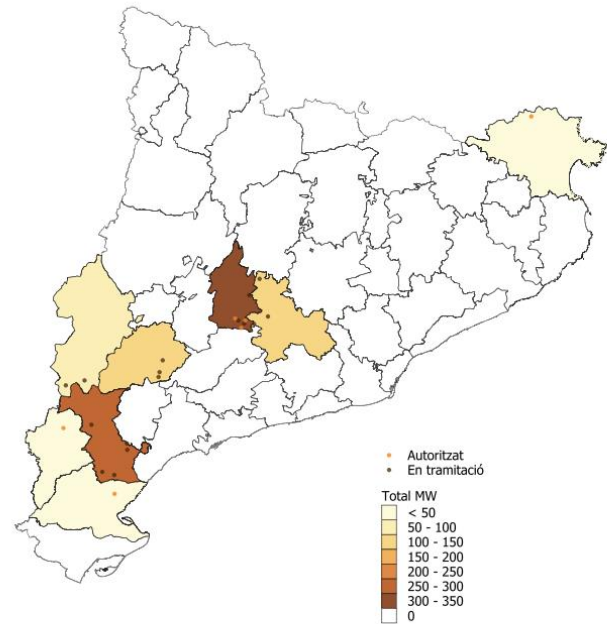 Autoritzat
En tramitació
Total MW
< 50
50 - 100
100 - 150
150 - 200
200 - 250
250 - 300
300 - 350
0